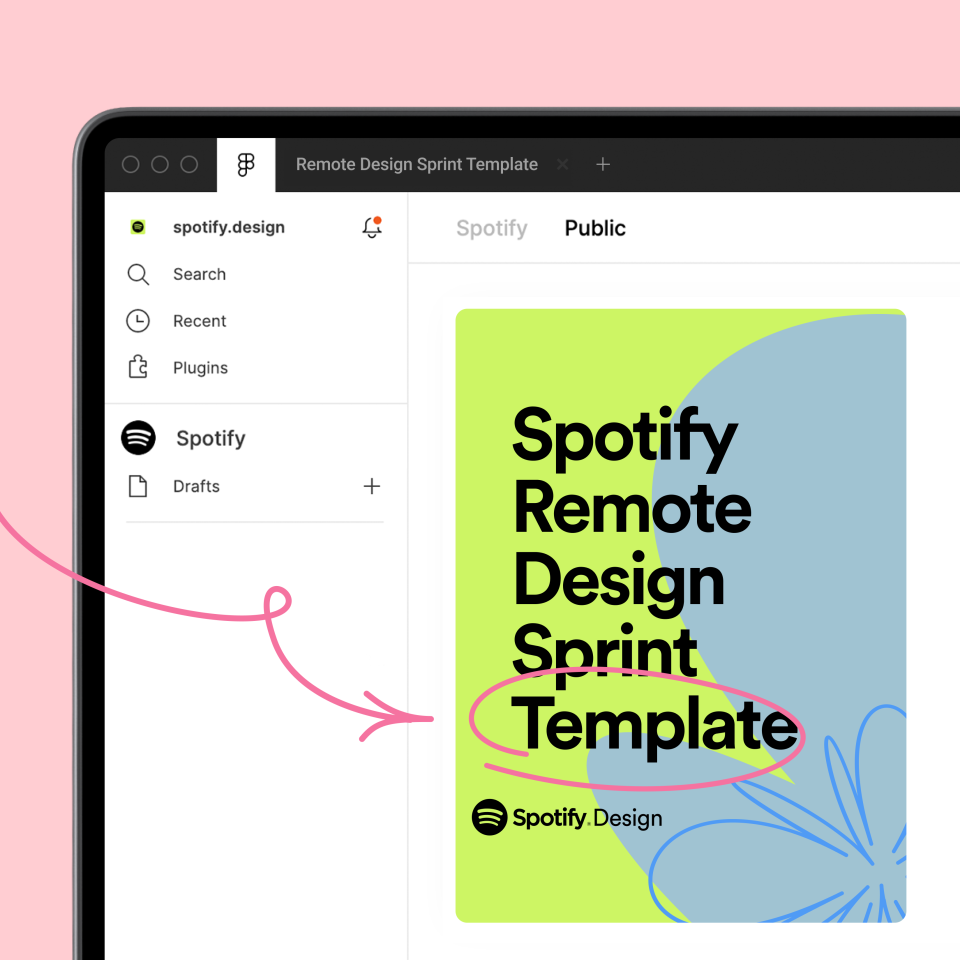 Remote Design Sprint Template
spotify.design
Search
Recent
Plugins
Spotify
Drafts
Spotify Public
Spotify
Remote
Design
Sprint
Template
Spotify.Design